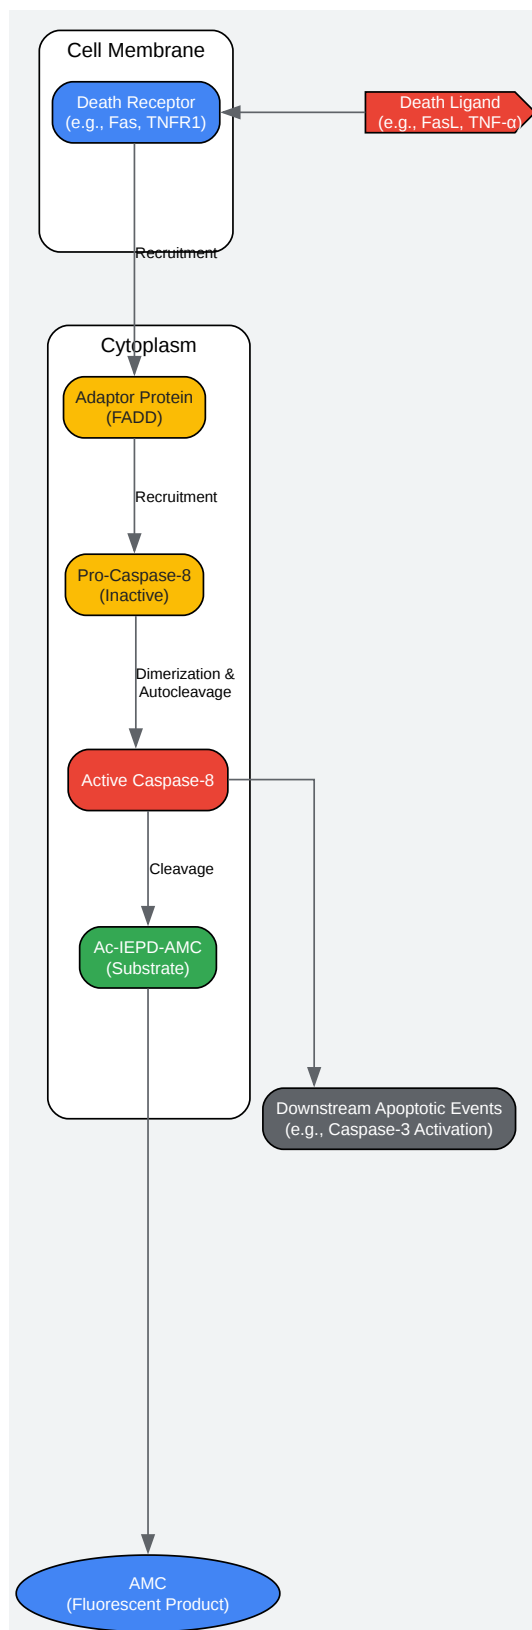 Cell Membrane
Death Receptor
(e.g., Fas, TNFR1)
Death Ligand
(e.g., FasL, TNF-α)
Recruitment
Cytoplasm
Adaptor Protein
(FADD)
Recruitment
Pro-Caspase-8
(Inactive)
Dimerization &
Autocleavage
Active Caspase-8
Cleavage
Ac-IEPD-AMC
(Substrate)
Downstream Apoptotic Events
(e.g., Caspase-3 Activation)
AMC
(Fluorescent Product)